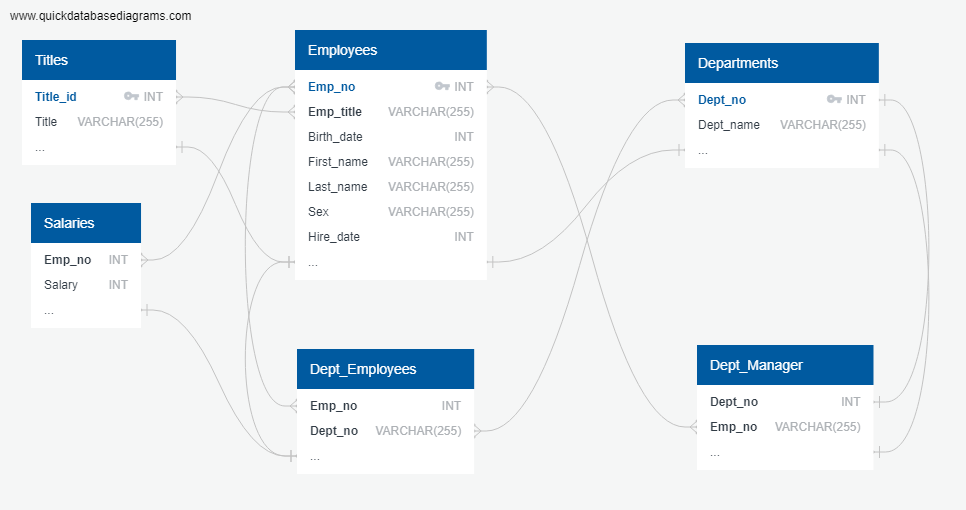 www.quickdatabasediagrams.com
Titles
Title_id INT
Title VARCHAR(255)
...
Employees
Emp_no INT
Emp_title VARCHAR(255)
Birth_date INT
First_name VARCHAR(255)
Last_name VARCHAR(255)
Sex VARCHAR(255)
Hire_date INT
...
Departments
Dept_no INT
Dept_name VARCHAR(255)
...
Salaries
Emp_no INT
Salary INT
...
Dept_Employees
Emp_no INT
Dept_no VARCHAR(255)
...
Dept_Manager
Dept_no INT
Emp_no VARCHAR(255)
...